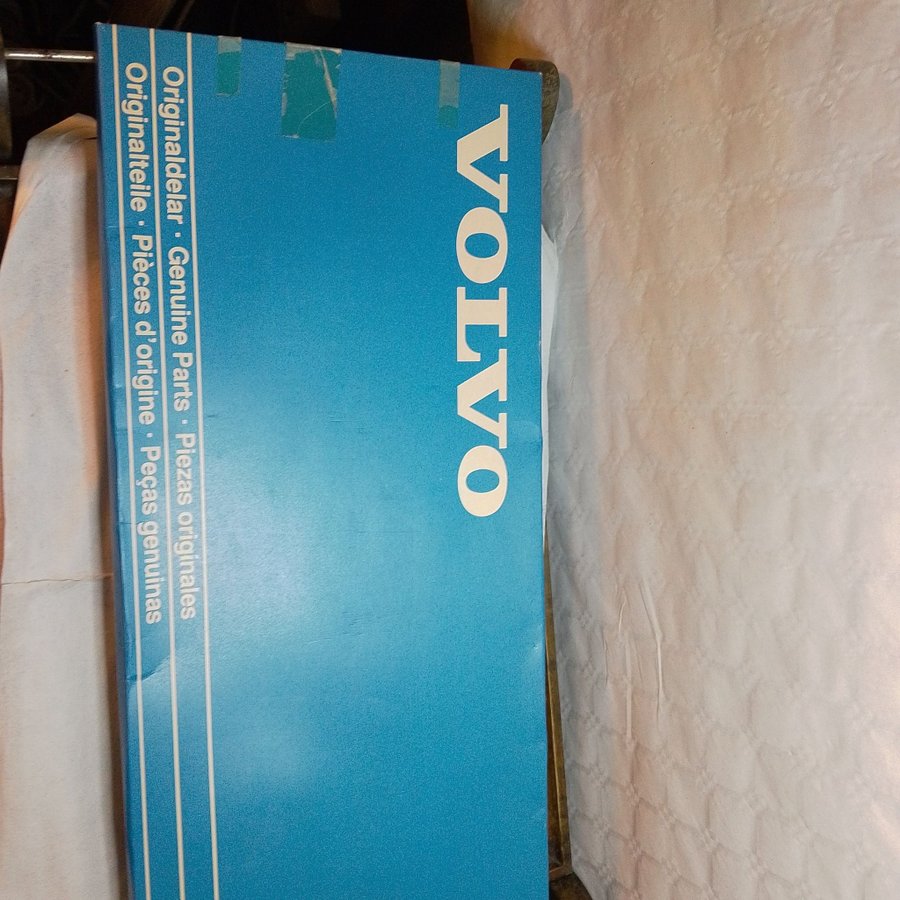 VOLVO
Originaldelar · Genuine Parts · Piezas originales
Originalteile · Pièces d'origine · Peças genuinas